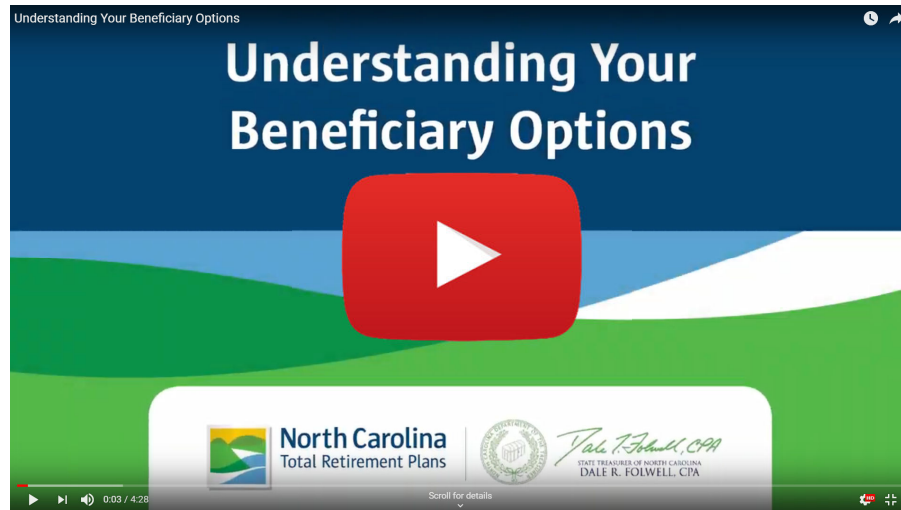 Understanding Your Beneficiary Options
Understanding Your
Beneficiary Options
North Carolina
Total Retirement Plans
Dale R. Folwell, CPA
STATE TREASURER OF NORTH CAROLINA
DALE R. FOLWELL, CPA
0:03 / 4:28
Scroll for details
HD